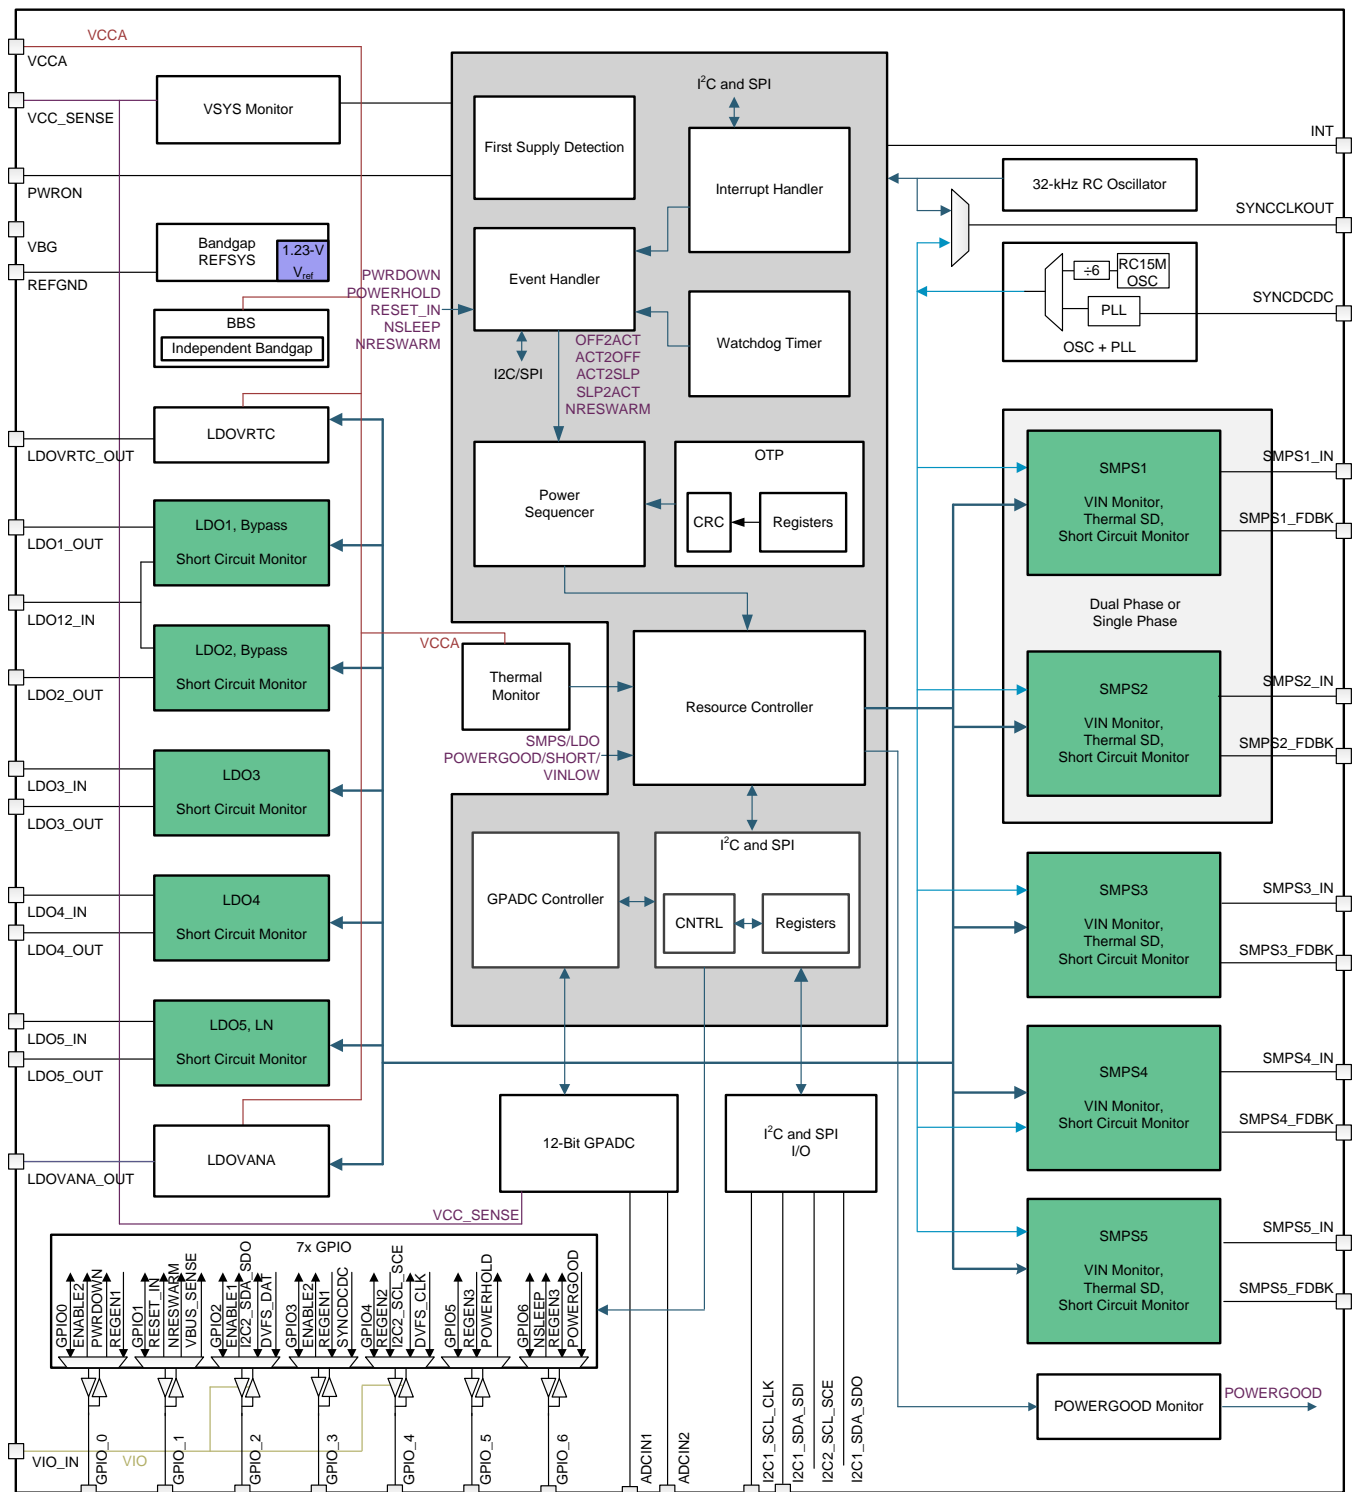 VCCA
VCCA
VCC_SENSE
VSYS Monitor
PWRON
VBG
REFGND
Bandgap
REFSYS
1.23-V
Vref
BBS
Independent Bandgap
PWRDOWN
POWERHOLD
RESET_IN
NSLEEP
NRESWARM
LDOVRTC
LDOVRTC_OUT
LDO1, Bypass
Short Circuit Monitor
LDO1_OUT
LDO12_IN
LDO2, Bypass
Short Circuit Monitor
LDO2_OUT
LDO3
Short Circuit Monitor
LDO3_IN
LDO3_OUT
LDO4
Short Circuit Monitor
LDO4_IN
LDO4_OUT
LDO5, LN
Short Circuit Monitor
LDO5_IN
LDO5_OUT
LDOVANA
LDOVANA_OUT
First Supply Detection
I²C and SPI
Interrupt Handler
Event Handler
I2C/SPI
OFF2ACT
ACT2OFF
ACT2SLP
SLP2ACT
NRESWARM
Watchdog Timer
Power
Sequencer
OTP
CRC
Registers
VCCA
Thermal
Monitor
Resource Controller
SMPS/LDO
POWERGOOD/SHORT/
VINLOW
I²C and SPI
GPADC Controller
CNTRL
Registers
12-Bit GPADC
I²C and SPI
I/O
VCC_SENSE
INT
32-kHz RC Oscillator
SYNCCLKOUT
÷6
RC15M
OSC
PLL
OSC + PLL
SYNCDCDC
SMPS1
VIN Monitor,
Thermal SD,
Short Circuit Monitor
SMPS1_IN
SMPS1_FDBK
Dual Phase or
Single Phase
SMPS2
VIN Monitor,
Thermal SD,
Short Circuit Monitor
SMPS2_IN
SMPS2_FDBK
SMPS3
VIN Monitor,
Thermal SD,
Short Circuit Monitor
SMPS3_IN
SMPS3_FDBK
SMPS4
VIN Monitor,
Short Circuit Monitor
SMPS4_IN
SMPS4_FDBK
SMPS5
VIN Monitor,
Thermal SD,
Short Circuit Monitor
SMPS5_IN
SMPS5_FDBK
POWERGOOD Monitor
POWERGOOD
7x GPIO
GPIO0
ENABLE2
PWRDOWN
REGEN1
GPIO1
RESET_IN
NRESWARM
VBUS_SENSE
GPIO2
ENABLE1
I2C2_SDA_SDO
DVFS_DAT
GPIO3
ENABLE2
REGEN1
SYNCDCDC
GPIO4
REGEN2
I2C2_SCL_SCE
DVFS_CLK
GPIO5
REGEN3
POWERHOLD
GPIO6
NSLEEP
REGEN3
POWERGOOD
VIO_IN
VIO
GPIO_0
GPIO_1
GPIO_2
GPIO_3
GPIO_4
GPIO_5
GPIO_6
ADCIN1
ADCIN2
I2C1_SCL_CLK
I2C1_SDA_SDI
I2C2_SCL_SCE
I2C1_SDA_SDO